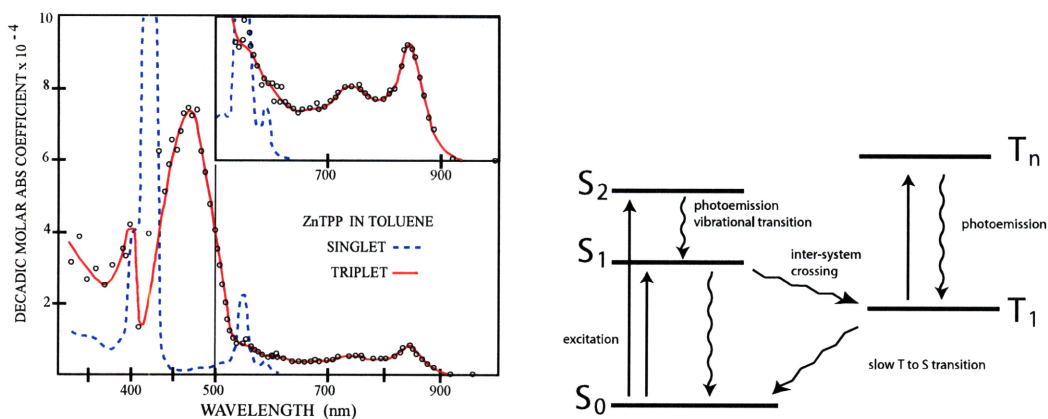 DECADIC MOLAR ABS COEFFICIENT x 10 -4
10
8
6
4
2
400
700
900
WAVELENGTH (nm)
700
900
ZnTPP IN TOLUENE
SINGLET
TRIPLET
S2
S1
S0
Tn
T1
photoemission
vibrational transition
inter-system
crossing
photoemission
excitation
slow T to S transition